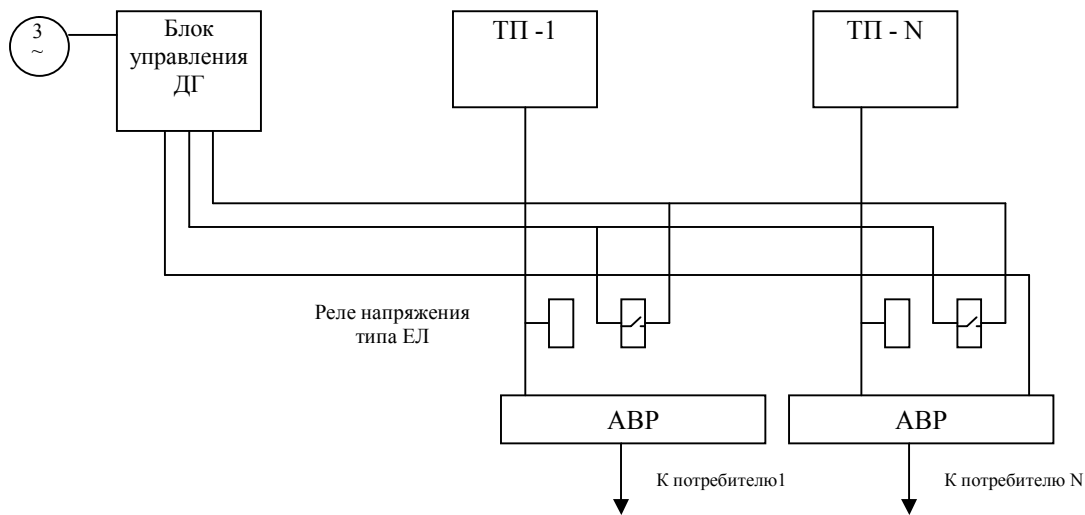 3
~
Блок
управления
ДГ
ТП -1
ТП - N
Реле напряжения
типа ЕЛ
АВР
АВР
К потребителю1
К потребителю N